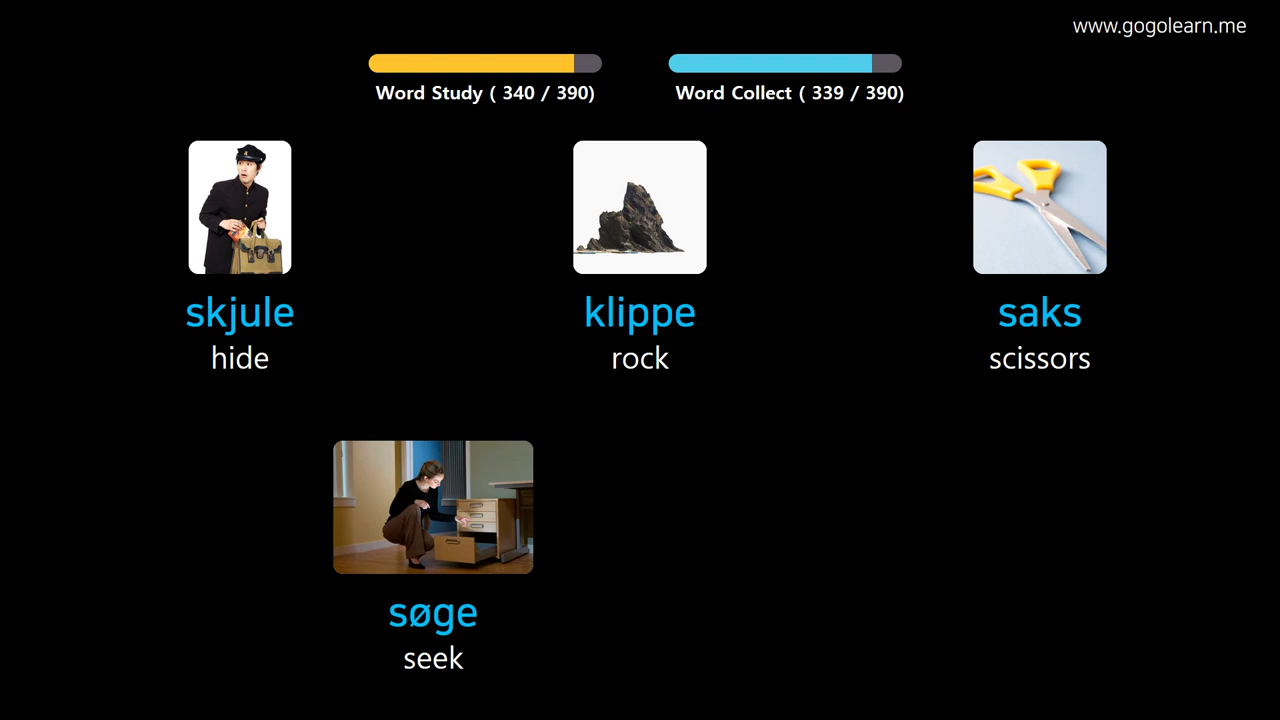 www.gogolearn.me
Word Study ( 340 / 390)
Word Collect ( 339 / 390)
skjule
hide
klippe
rock
saks
scissors
søge
seek